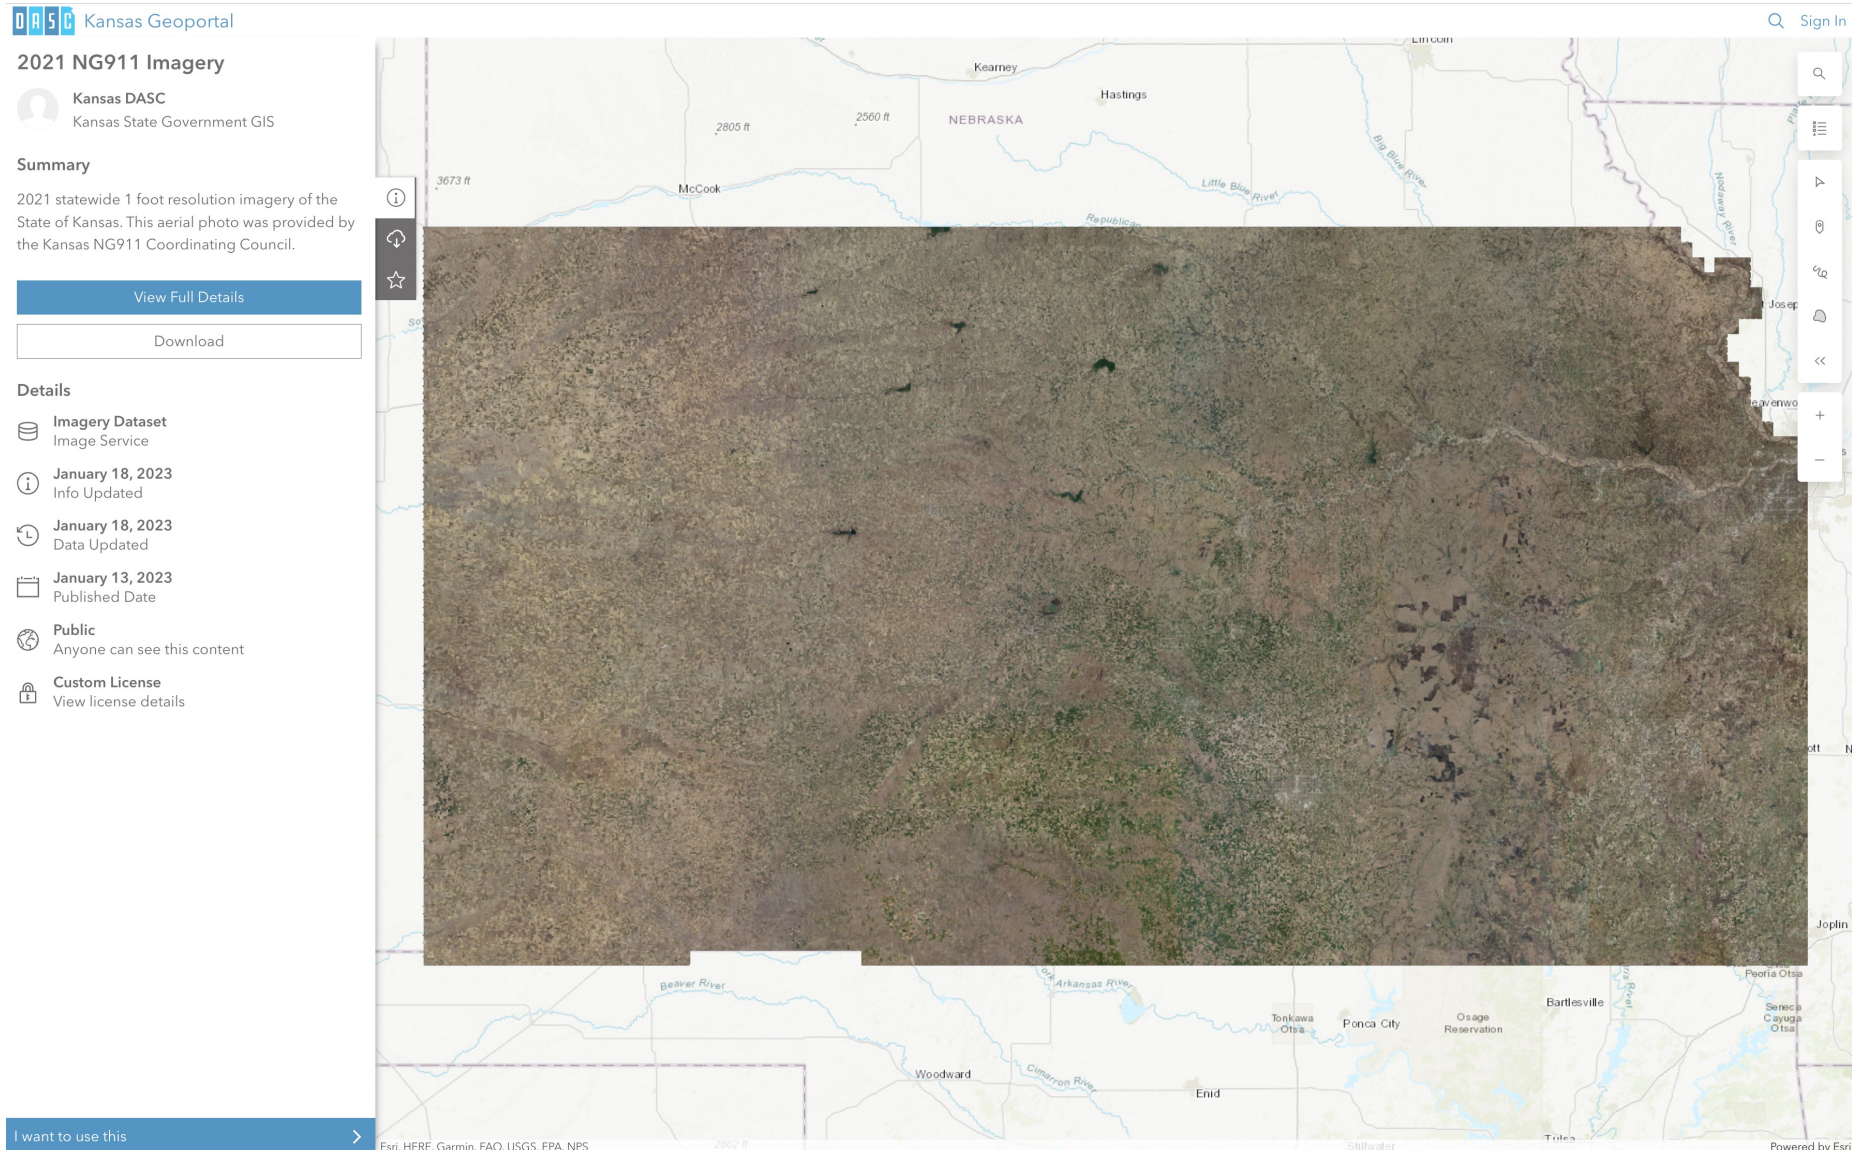 DASC Kansas Geoportal
Sign In
2021 NG911 Imagery
Kansas DASC
Kansas State Government GIS
Summary
2021 statewide 1 foot resolution imagery of the
State of Kansas. This aerial photo was provided by
the Kansas NG911 Coordinating Council.
View Full Details
Download
Details
Imagery Dataset
Image Service
January 18, 2023
Info Updated
January 18, 2023
Data Updated
January 13, 2023
Published Date
Public
Anyone can see this content
Custom License
View license details
I want to use this
Lincoln
Kearney
Hastings
2805 ft
2560 ft
NEBRASKA
Big Blue River
3673 ft
McCook
Little Blue River
Nodaway River
Republican
Joplin
Peoria Otsa
Beaver River
Arkansas River
Bartlesville
Tonkawa
Otsa
Ponca City
Osage
Reservation
Seneca
Cayuga
Otsa
Woodward
Cimarron River
Enid
Tulsa
Stillwater
2862 ft
Esri, HERE, Garmin, FAO, USGS, EPA, NPS
Powered by Esri